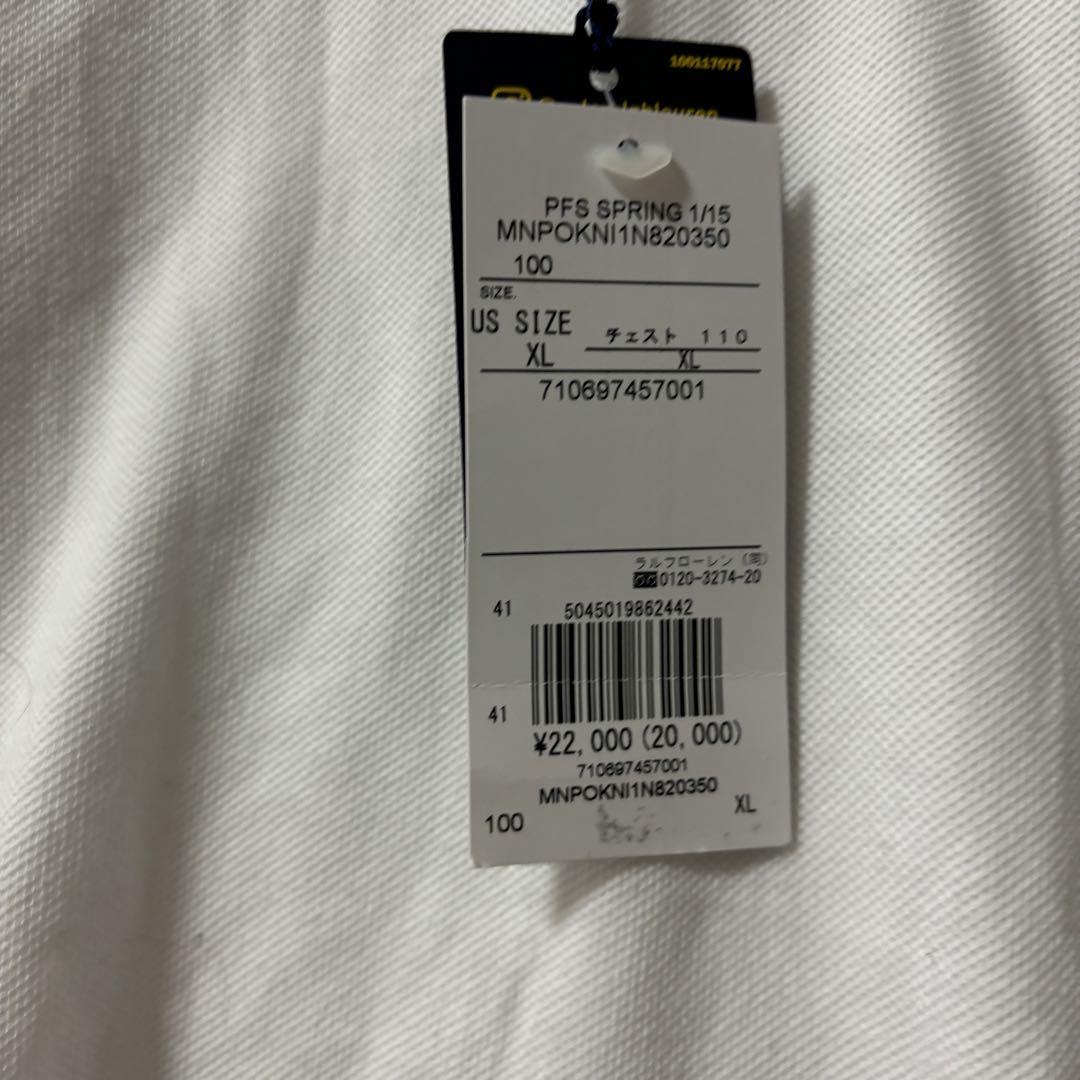 100117077
PFS SPRING 1/15
MNPOKNI1N820350
100
SIZE.
US SIZE
XL
チェスト 110
XL
710697457001
ラルフローレン (同)
0120-3274-20
41
5045019862442
41
¥22,000 (20,000)
710697457001
MNPOKNI1N820350
100
XL